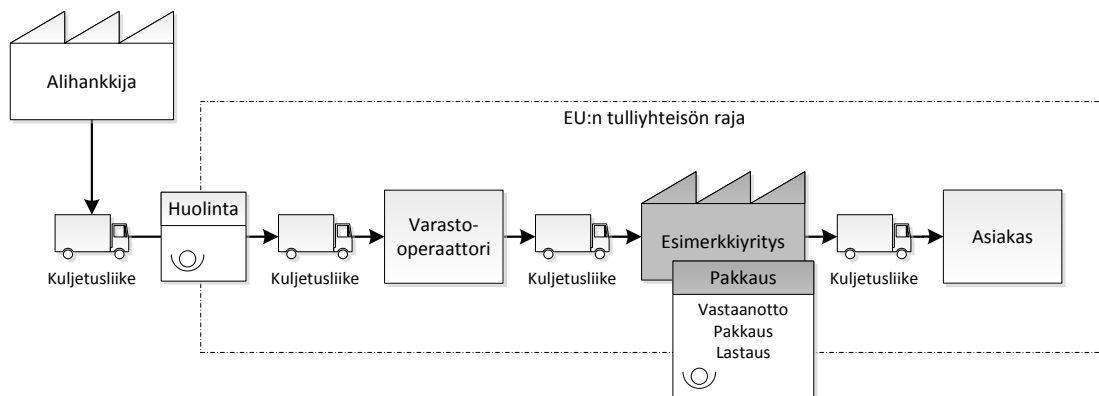 Alihankkija
EU:n tulliyhteisön raja
Huolinta
Varasto-
operaattori
Esimerkkiyritys
Asiakas
Kuljetusliike
Kuljetusliike
Kuljetusliike
Kuljetusliike
Pakkaus
Vastaanotto
Pakkaus
Lastaus